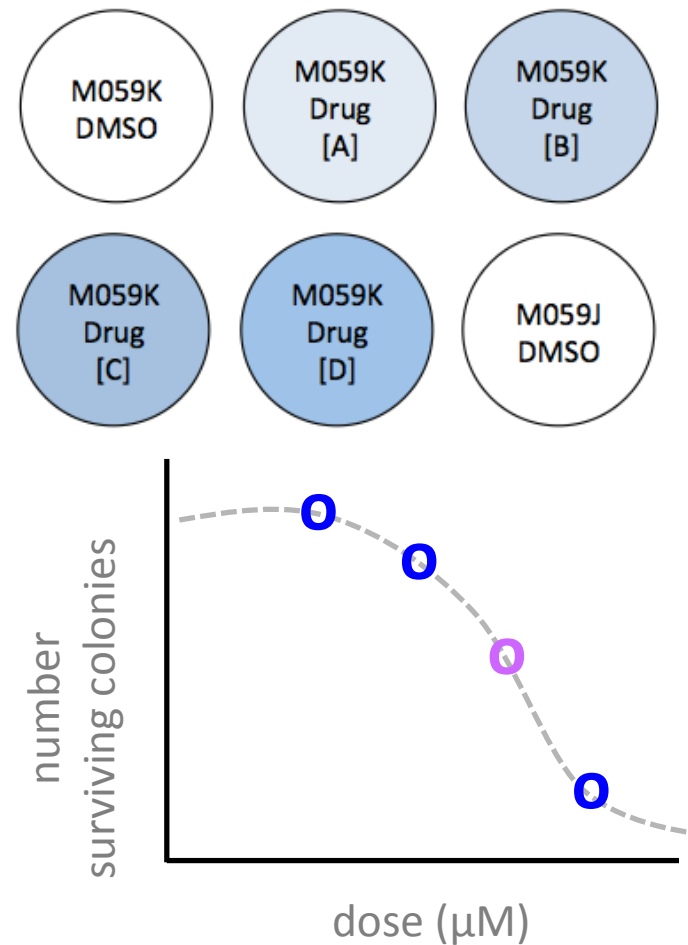 M059K
DMSO
M059K
Drug
[A]
M059K
Drug
[B]
M059K
Drug
[C]
M059K
Drug
[D]
M059J
DMSO
number
surviving colonies
O
O
O
O
dose (μM)